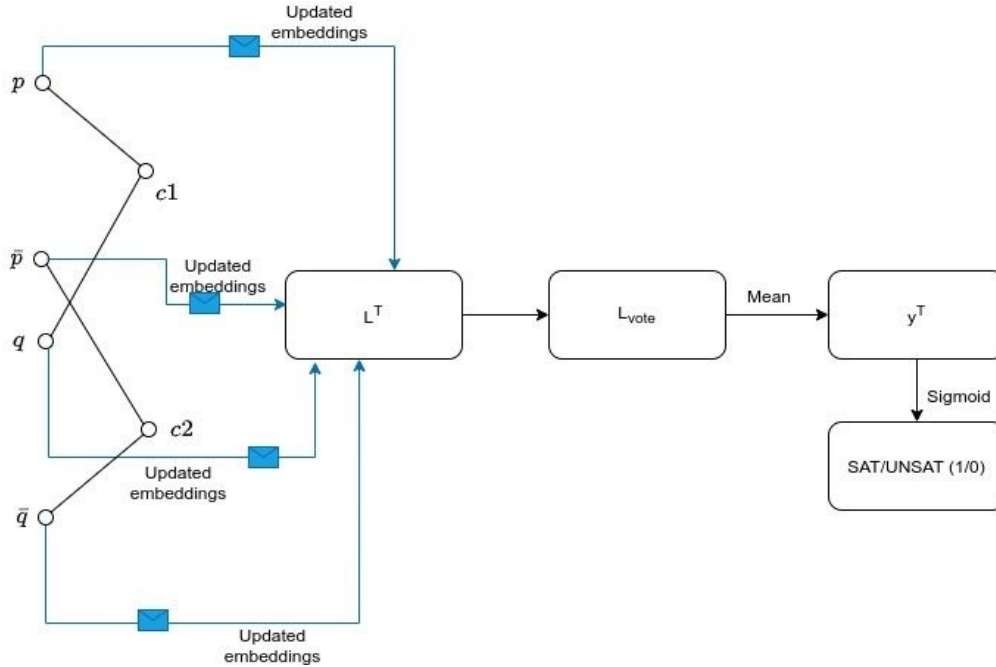 Updated
embeddings
p
c1
p̄
Updated
embeddings
L^T
L_vote
Mean
y^T
q
Sigmoid
c2
Updated
embeddings
SAT/UNSAT (1/0)
q̄
Updated
embeddings